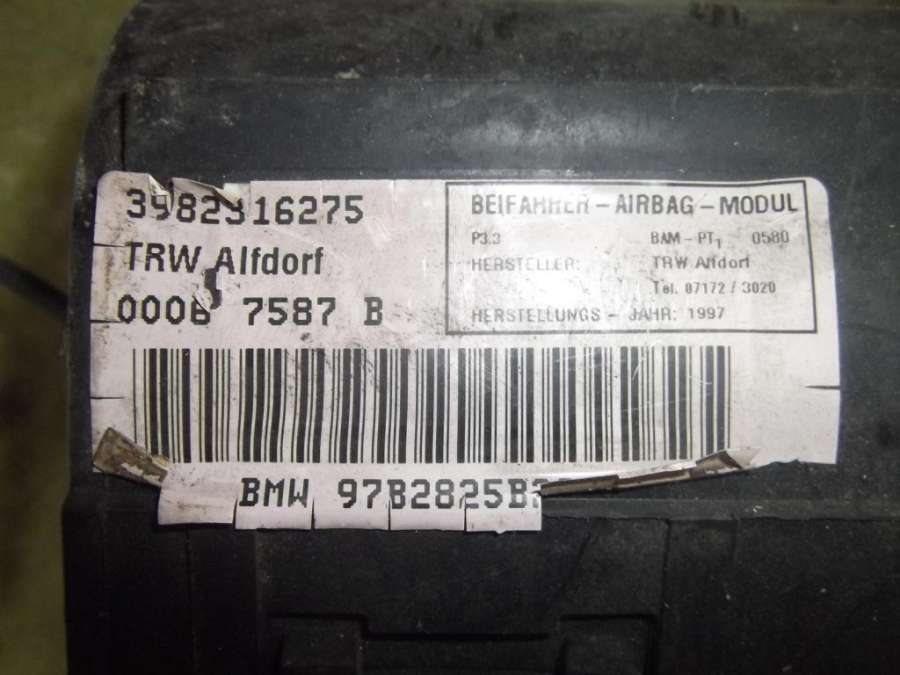 3982316275
TRW Alfdorf
7587 B
BEIFAHRER-AIRBAG-MODUL
P3.3 BAM-PT1 0580
HERSTELLER: TRW Alfdorf
Tel. 07172 / 3020
HERSTELLUNGS-JAHR: 1997
BMW